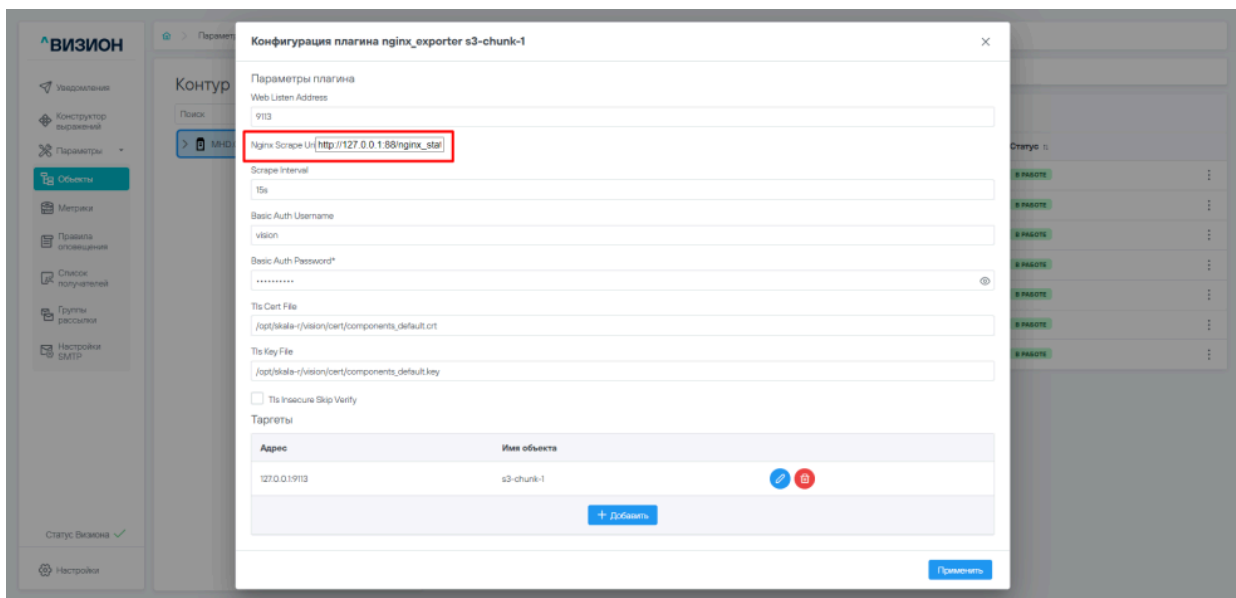 ^ВИЗИОН
Уведомления
Конструктор
выражений
Параметры
Объекты
Метрики
Правила
оповещения
Список
получателей
Группы
рассылки
Настройки
SMTP
Статус Визиона
Настройки
Контур
Поиск
Конфигурация плагина nginx_exporter s3-chunk-1
Параметры плагина
Web Listen Address
9113
Nginx Scrape Uri http://127.0.0.1:88/nginx_stat
Scrape Interval
15s
Basic Auth Username
vision
Basic Auth Password*
••••••••••
Tls Cert File
/opt/skala-r/vision/cert/components_default.crt
Tls Key File
/opt/skala-r/vision/cert/components_default.key
Tls Insecure Skip Verify
Таргеты
Адрес Имя объекта
127.0.0.1:9113 s3-chunk-1
+ Добавить
Применить
Статус
В РАБОТЕ
В РАБОТЕ
В РАБОТЕ
В РАБОТЕ
В РАБОТЕ
В РАБОТЕ
В РАБОТЕ